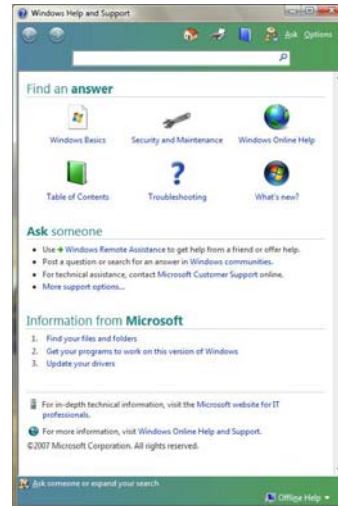 Windows Help and Support
Ask Options
Find an answer
Windows Basics Security and Maintenance Windows Online Help
Table of Contents Troubleshooting What's new?
Ask someone
Use Windows Remote Assistance to get help from a friend or offer help.
Post a question or search for an answer in Windows communities.
For technical assistance, contact Microsoft Customer Support online.
More support options...
Information from Microsoft
1. Find your files and folders
2. Get your programs to work on this version of Windows
3. Update your drivers
For in-depth technical information, visit the Microsoft website for IT
professionals.
For more information, visit Windows Online Help and Support.
©2007 Microsoft Corporation. All rights reserved.
Ask someone or expand your search
Offline Help